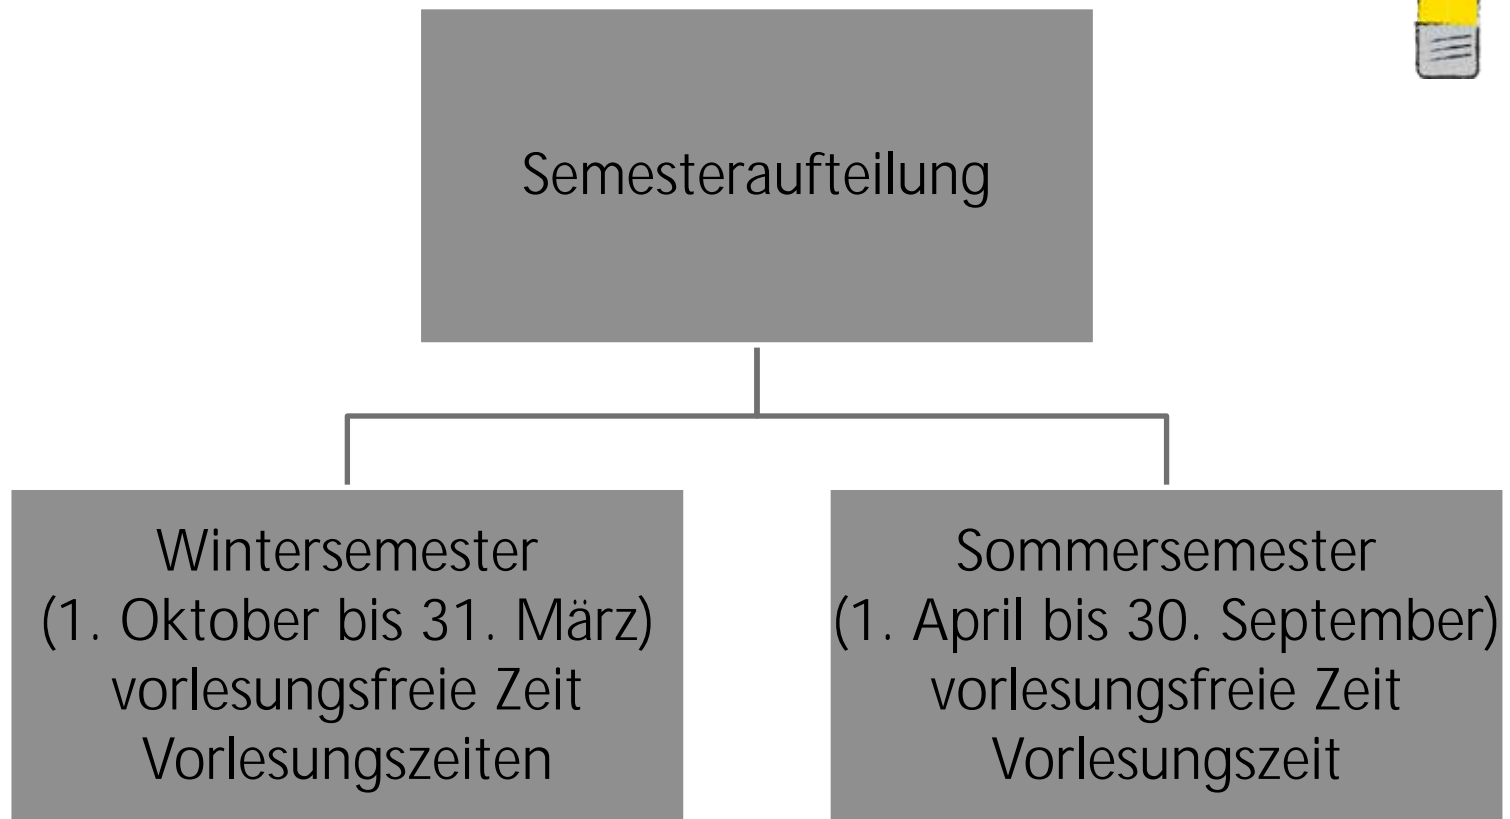 Semesteraufteilung
Wintersemester
(1. Oktober bis 31. März)
vorlesungsfreie Zeit
Vorlesungszeiten
Sommersemester
(1. April bis 30. September)
vorlesungsfreie Zeit
Vorlesungszeit